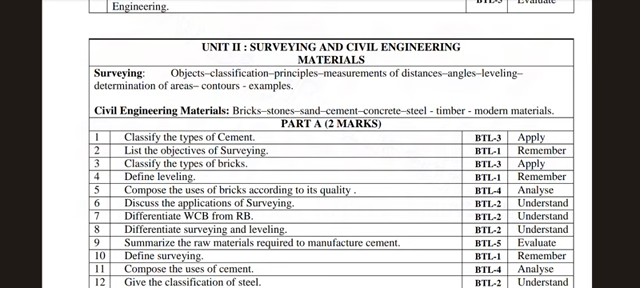 Engineering. BTL-5 Evaluate
UNIT II : SURVEYING AND CIVIL ENGINEERING
MATERIALS
Surveying: Objects–classification–principles–measurements of distances–angles–leveling–
determination of areas– contours - examples.
Civil Engineering Materials: Bricks–stones–sand–cement–concrete–steel - timber - modern materials.
PART A (2 MARKS)
1 Classify the types of Cement. BTL-3 Apply
2 List the objectives of Surveying. BTL-1 Remember
3 Classify the types of bricks. BTL-3 Apply
4 Define leveling. BTL-1 Remember
5 Compose the uses of bricks according to its quality . BTL-4 Analyse
6 Discuss the applications of Surveying. BTL-2 Understand
7 Differentiate WCB from RB. BTL-2 Understand
8 Differentiate surveying and leveling. BTL-2 Understand
9 Summarize the raw materials required to manufacture cement. BTL-5 Evaluate
10 Define surveying. BTL-1 Remember
11 Compose the uses of cement. BTL-4 Analyse
12 Give the classification of steel. BTL-2 Understand